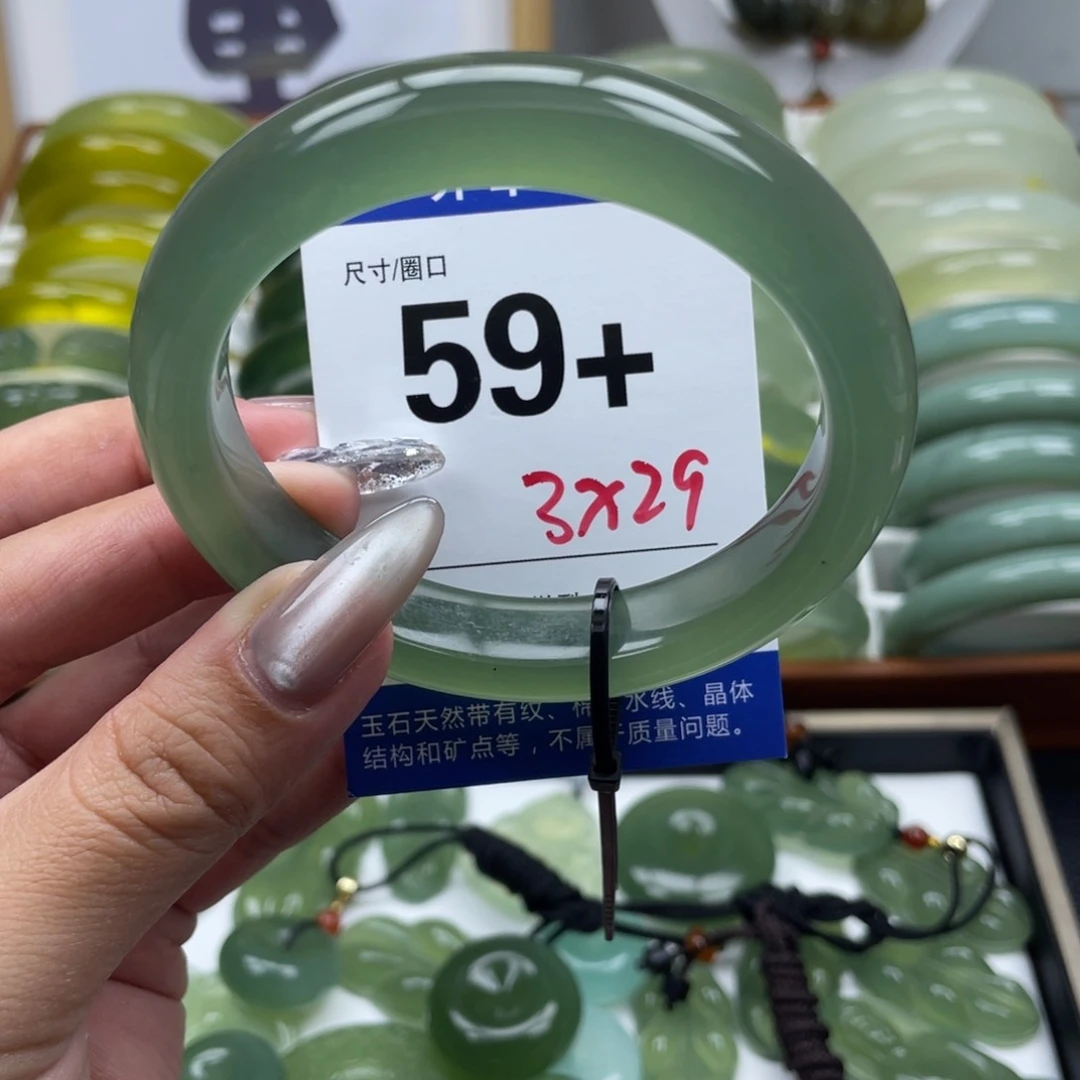 尺寸/圈口
59+
3x29
玉石天然带有纹、棉、水线、晶体
结构和矿点等，不属于质量问题。